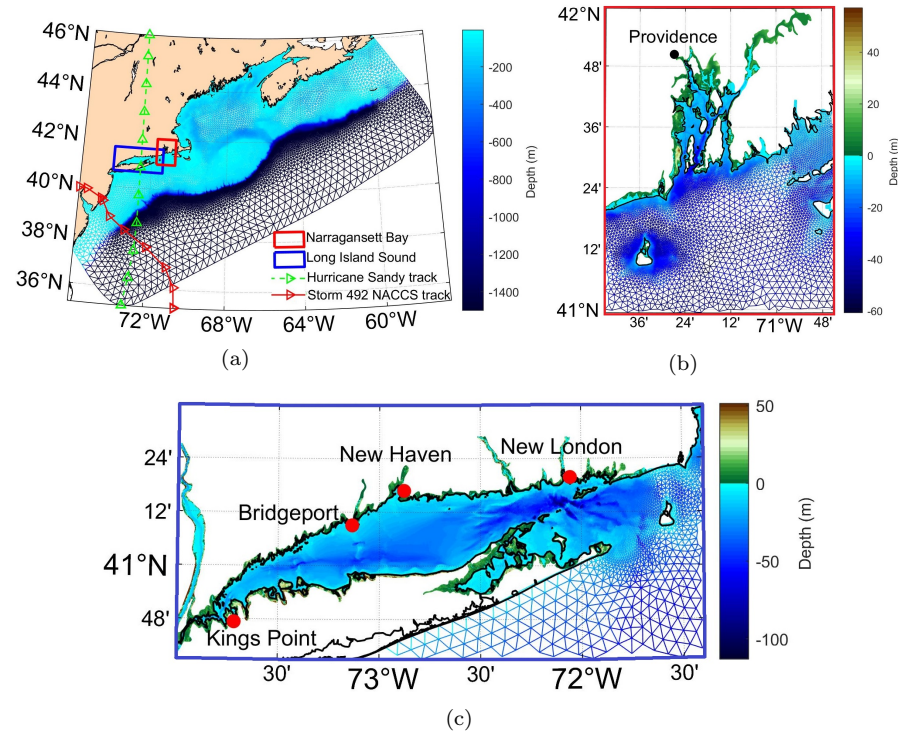 46°N
44°N
42°N
40°N
38°N
36°N
72°W
68°W
64°W
60°W
-200
-400
-600
-800
-1000
-1200
-1400
Depth (m)
Narragansett Bay
Long Island Sound
Hurricane Sandy track
Storm 492 NACCS track
(a)
42°N
48'
36'
24'
12'
41°N
36'
24'
12'
71°W
48'
Providence
40
20
0
-20
-40
-60
Depth (m)
(b)
24'
12'
41°N
48'
30'
73°W
30'
72°W
30'
New Haven
New London
Bridgeport
Kings Point
50
0
-50
-100
Depth (m)
(c)